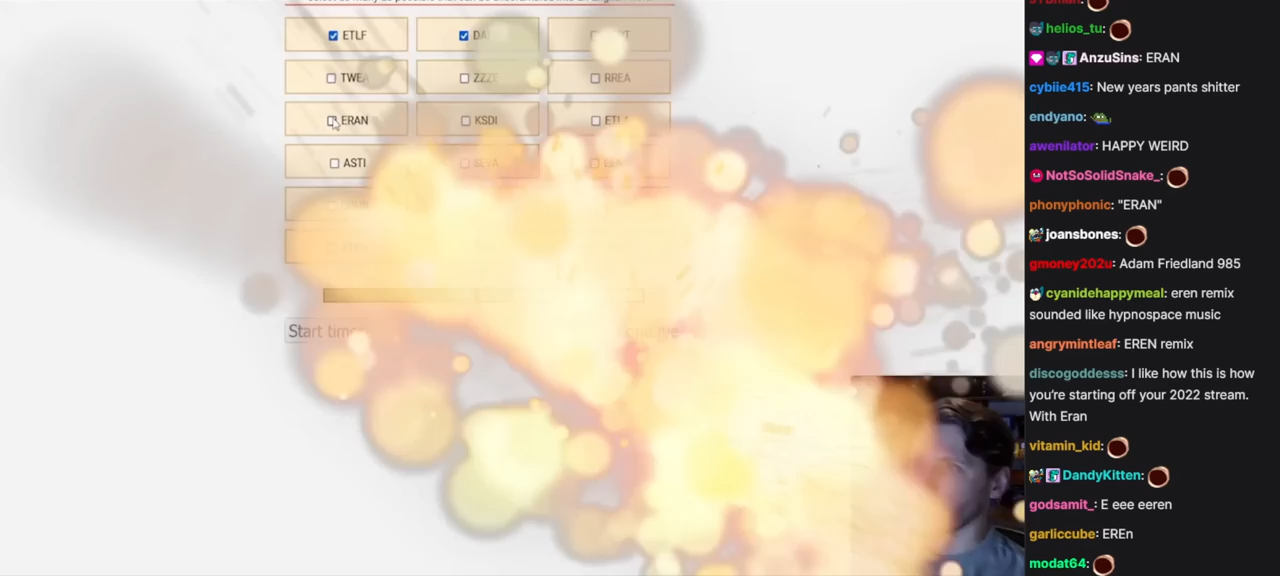 ETLF
DA
TWEA
ZZZE
RREA
ERAN
KSDI
ETL
ASTI
Start time
helios_tu:
AnzuSins: ERAN
cybiie415: New years pants shitter
endyano:
awenilator: HAPPY WEIRD
NotSoSolidSnake_:
phonyphonic: "ERAN"
joansbones:
gmoney202u: Adam Friedland 985
cyanidehappymeal: eren remix
sounded like hypnospace music
angrymintleaf: EREN remix
discogoddesss: I like how this is how
you're starting off your 2022 stream.
With Eran
vitamin_kid:
DandyKitten:
godsamit_: E eee eeren
garliccube: EREn
modat64: